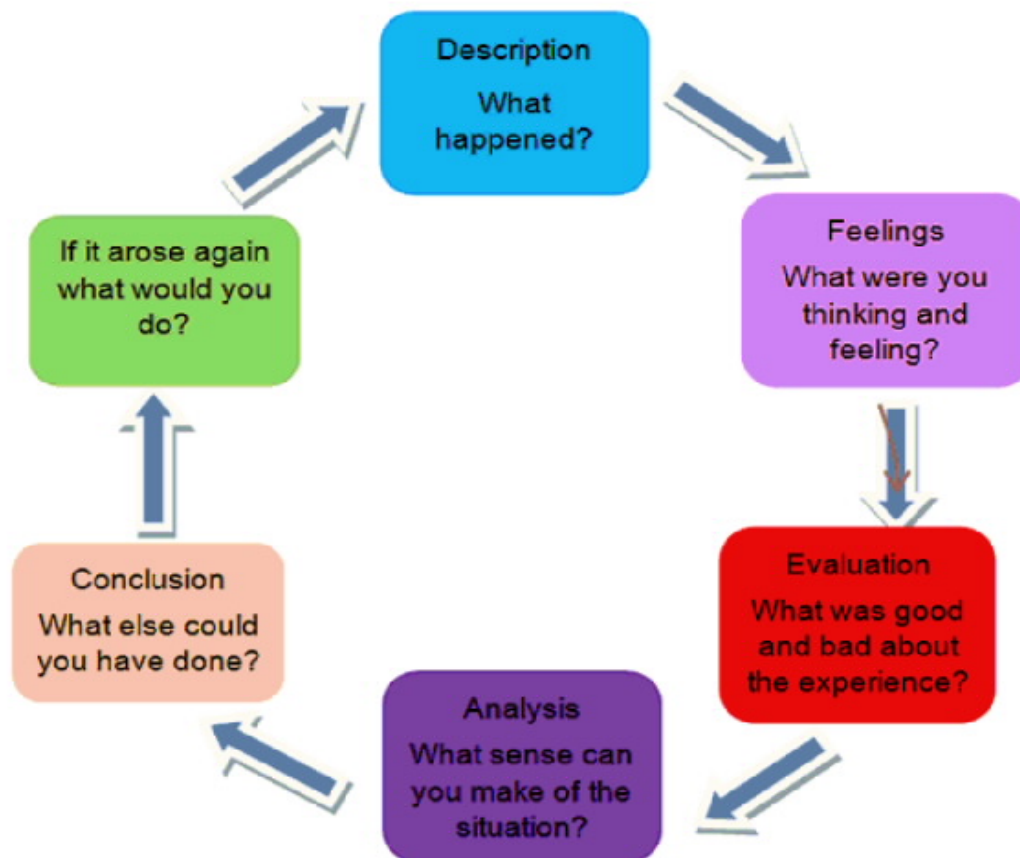 Description
What
happened?
Feelings
What were you
thinking and
feeling?
Evaluation
What was good
and bad about
the experience?
Analysis
What sense can
you make of the
situation?
Conclusion
What else could
you have done?
If it arose again
what would you
do?